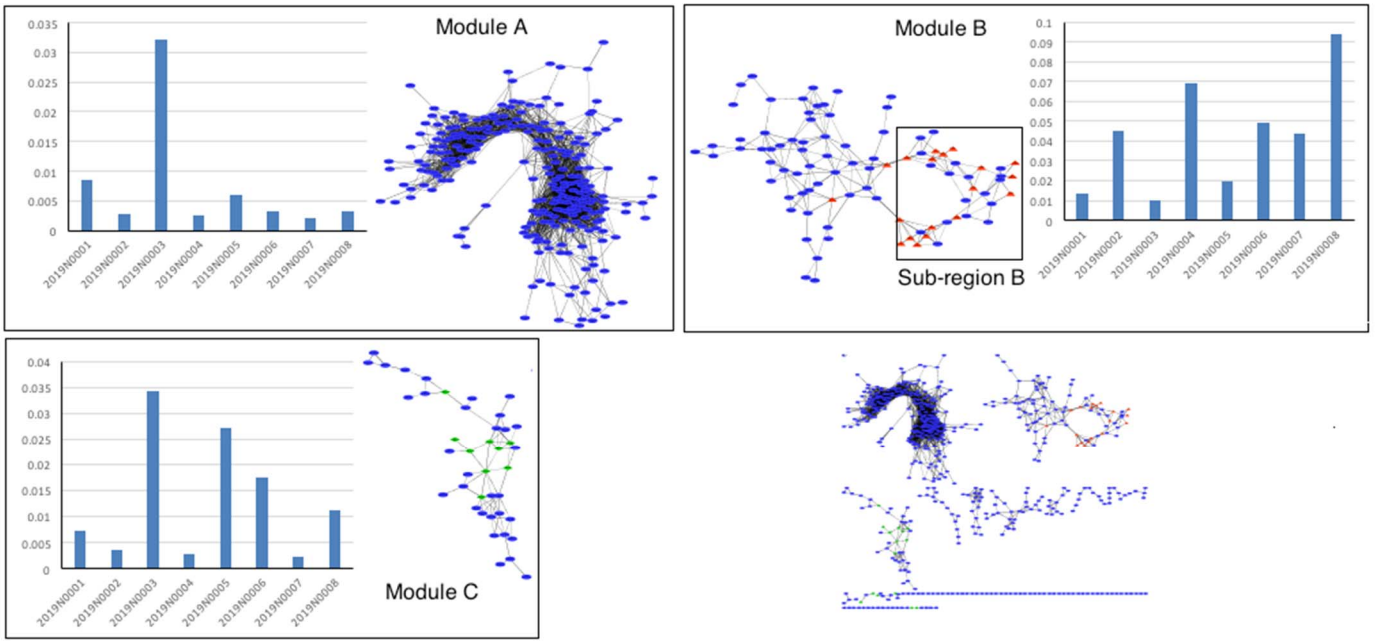 Module A
0.035
0.03
0.025
0.02
0.015
0.01
0.005
0
2019N0001
2019N0002
2019N0003
2019N0004
2019N0005
2019N0006
2019N0007
2019N0008
Module B
Sub-region B
0.1
0.09
0.08
0.07
0.06
0.05
0.04
0.03
0.02
0.01
0
2019N0001
2019N0002
2019N0003
2019N0004
2019N0005
2019N0006
2019N0007
2019N0008
0.04
0.035
0.03
0.025
0.02
0.015
0.01
0.005
0
2019N0001
2019N0002
2019N0003
2019N0004
2019N0005
2019N0006
2019N0007
2019N0008
Module C